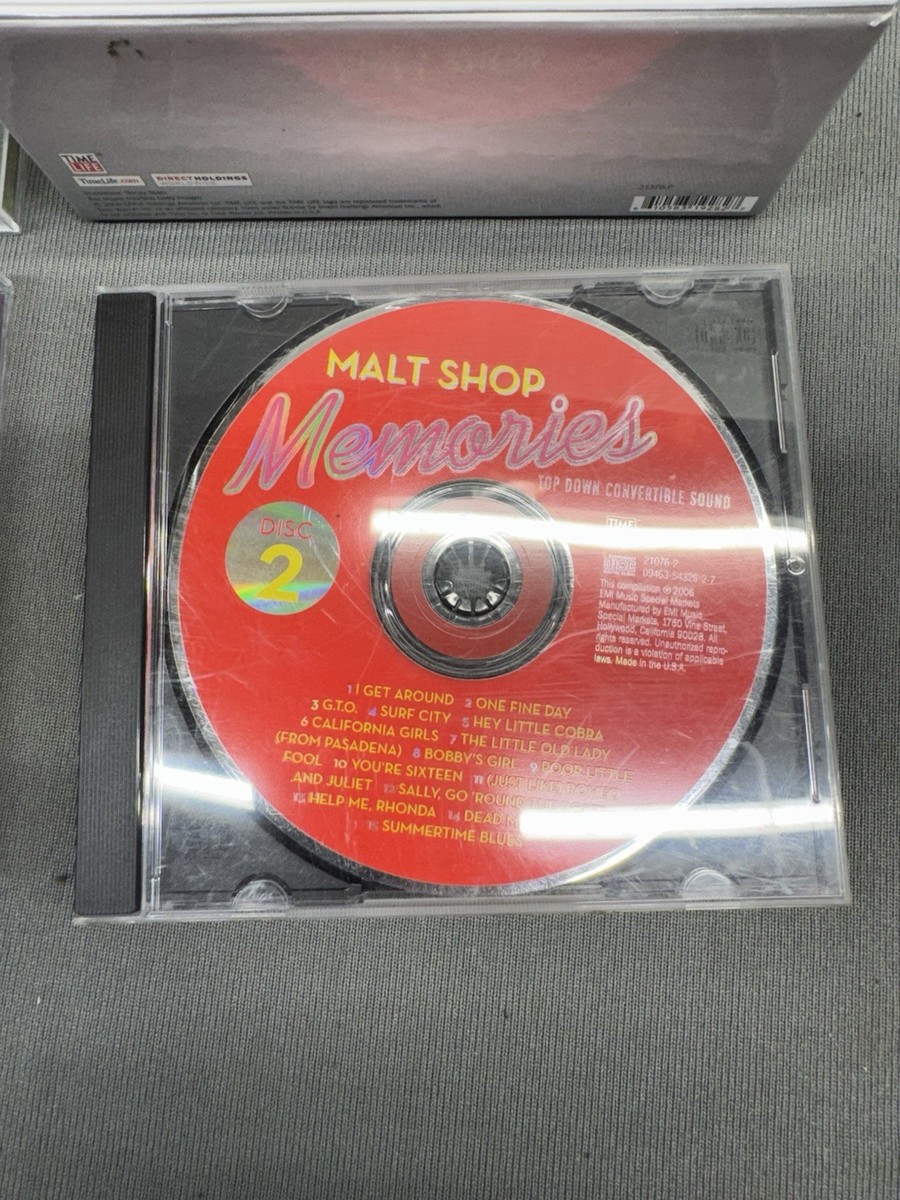 TIME
LIFE
TimeLife.com
DIRECTHOLDINGS
WORLDWIDE
21370-P
MALT SHOP
Memories
TOP DOWN CONVERTIBLE SOUND
DISC
2
TIME
21076-2
09463-54325-2-7
This compilation ℗ 2006
EMI Music Special Markets
Manufactured by EMI Music
Special Markets, 1750 Vine Street,
Hollywood, California 90028. All
rights reserved. Unauthorized repro-
duction is a violation of applicable
laws. Made in the U.S.A.
1 I GET AROUND 2 ONE FINE DAY
3 G.T.O. 4 SURF CITY 5 HEY LITTLE COBRA
6 CALIFORNIA GIRLS 7 THE LITTLE OLD LADY
(FROM PASADENA) 8 BOBBY'S GIRL 9 POOR LITTLE
FOOL 10 YOU'RE SIXTEEN 11 (JUST LIKE) ROMEO
AND JULIET 12 SALLY, GO 'ROUND THE
13 HELP ME, RHONDA 14 DEAD
15 SUMMERTIME BLUES